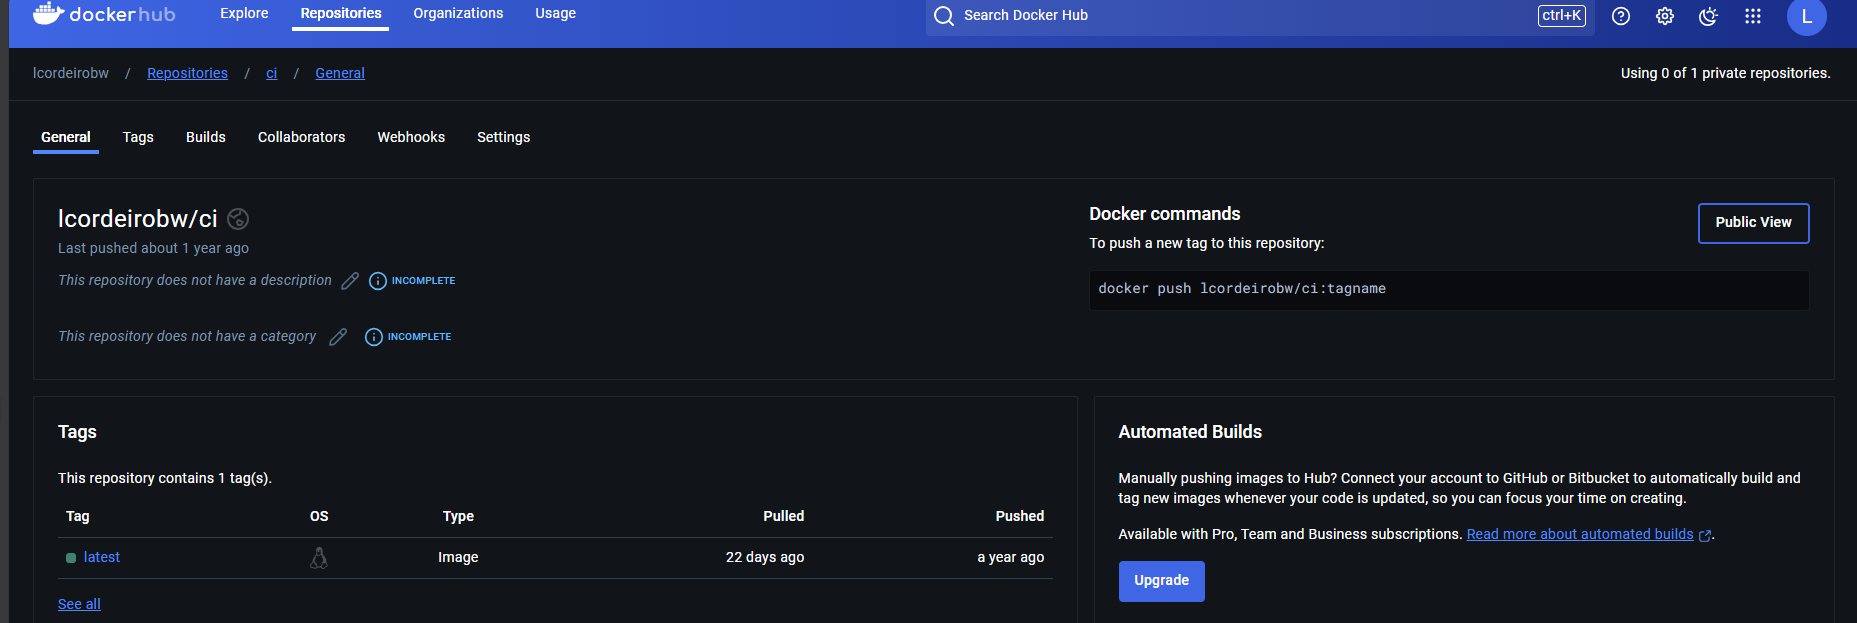 dockerhub Explore Repositories Organizations Usage Search Docker Hub ctrl+K L
lcordeirobw / Repositories / ci / General Using 0 of 1 private repositories.
General Tags Builds Collaborators Webhooks Settings
lcordeirobw/ci
Last pushed about 1 year ago
This repository does not have a description INCOMPLETE
This repository does not have a category INCOMPLETE
Docker commands
Public View
To push a new tag to this repository:
docker push lcordeirobw/ci:tagname
Tags
This repository contains 1 tag(s).
Tag OS Type Pulled Pushed
latest Image 22 days ago a year ago
See all
Automated Builds
Manually pushing images to Hub? Connect your account to GitHub or Bitbucket to automatically build and
tag new images whenever your code is updated, so you can focus your time on creating.
Available with Pro, Team and Business subscriptions. Read more about automated builds .
Upgrade